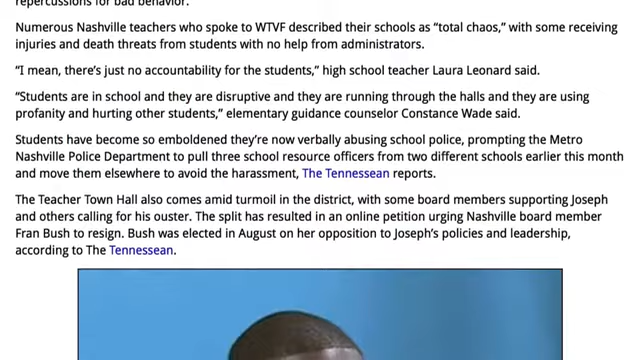 repercussions for bad behavior.
Numerous Nashville teachers who spoke to WTVF described their schools as “total chaos,” with some receiving
injuries and death threats from students with no help from administrators.
“I mean, there’s just no accountability for the students,” high school teacher Laura Leonard said.
“Students are in school and they are disruptive and they are running through the halls and they are using
profanity and hurting other students,” elementary guidance counselor Constance Wade said.
Students have become so emboldened they’re now verbally abusing school police, prompting the Metro
Nashville Police Department to pull three school resource officers from two different schools earlier this month
and move them elsewhere to avoid the harassment, The Tennessean reports.
The Teacher Town Hall also comes amid turmoil in the district, with some board members supporting Joseph
and others calling for his ouster. The split has resulted in an online petition urging Nashville board member
Fran Bush to resign. Bush was elected in August on her opposition to Joseph’s policies and leadership,
according to The Tennessean.